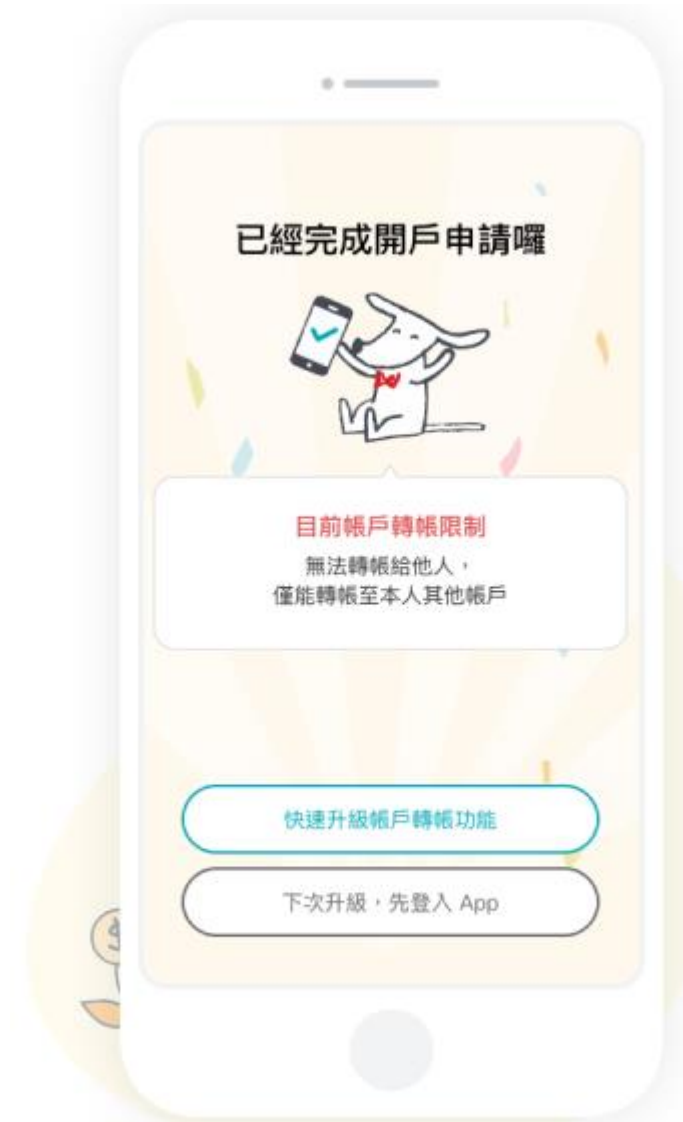 已經完成開戶申請囉
目前帳戶轉帳限制
無法轉帳給他人，
僅能轉帳至本人其他帳戶
快速升級帳戶轉帳功能
下次升級，先登入 App
$